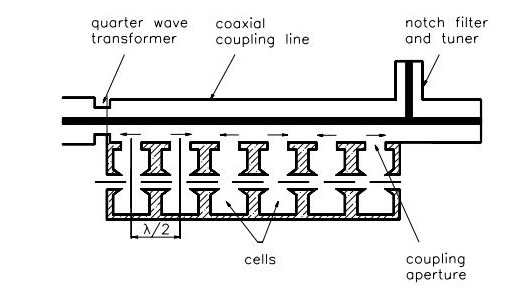 quarter wave
transformer
coaxial
coupling line
notch filter
and tuner
λ/2
cells
coupling
aperture